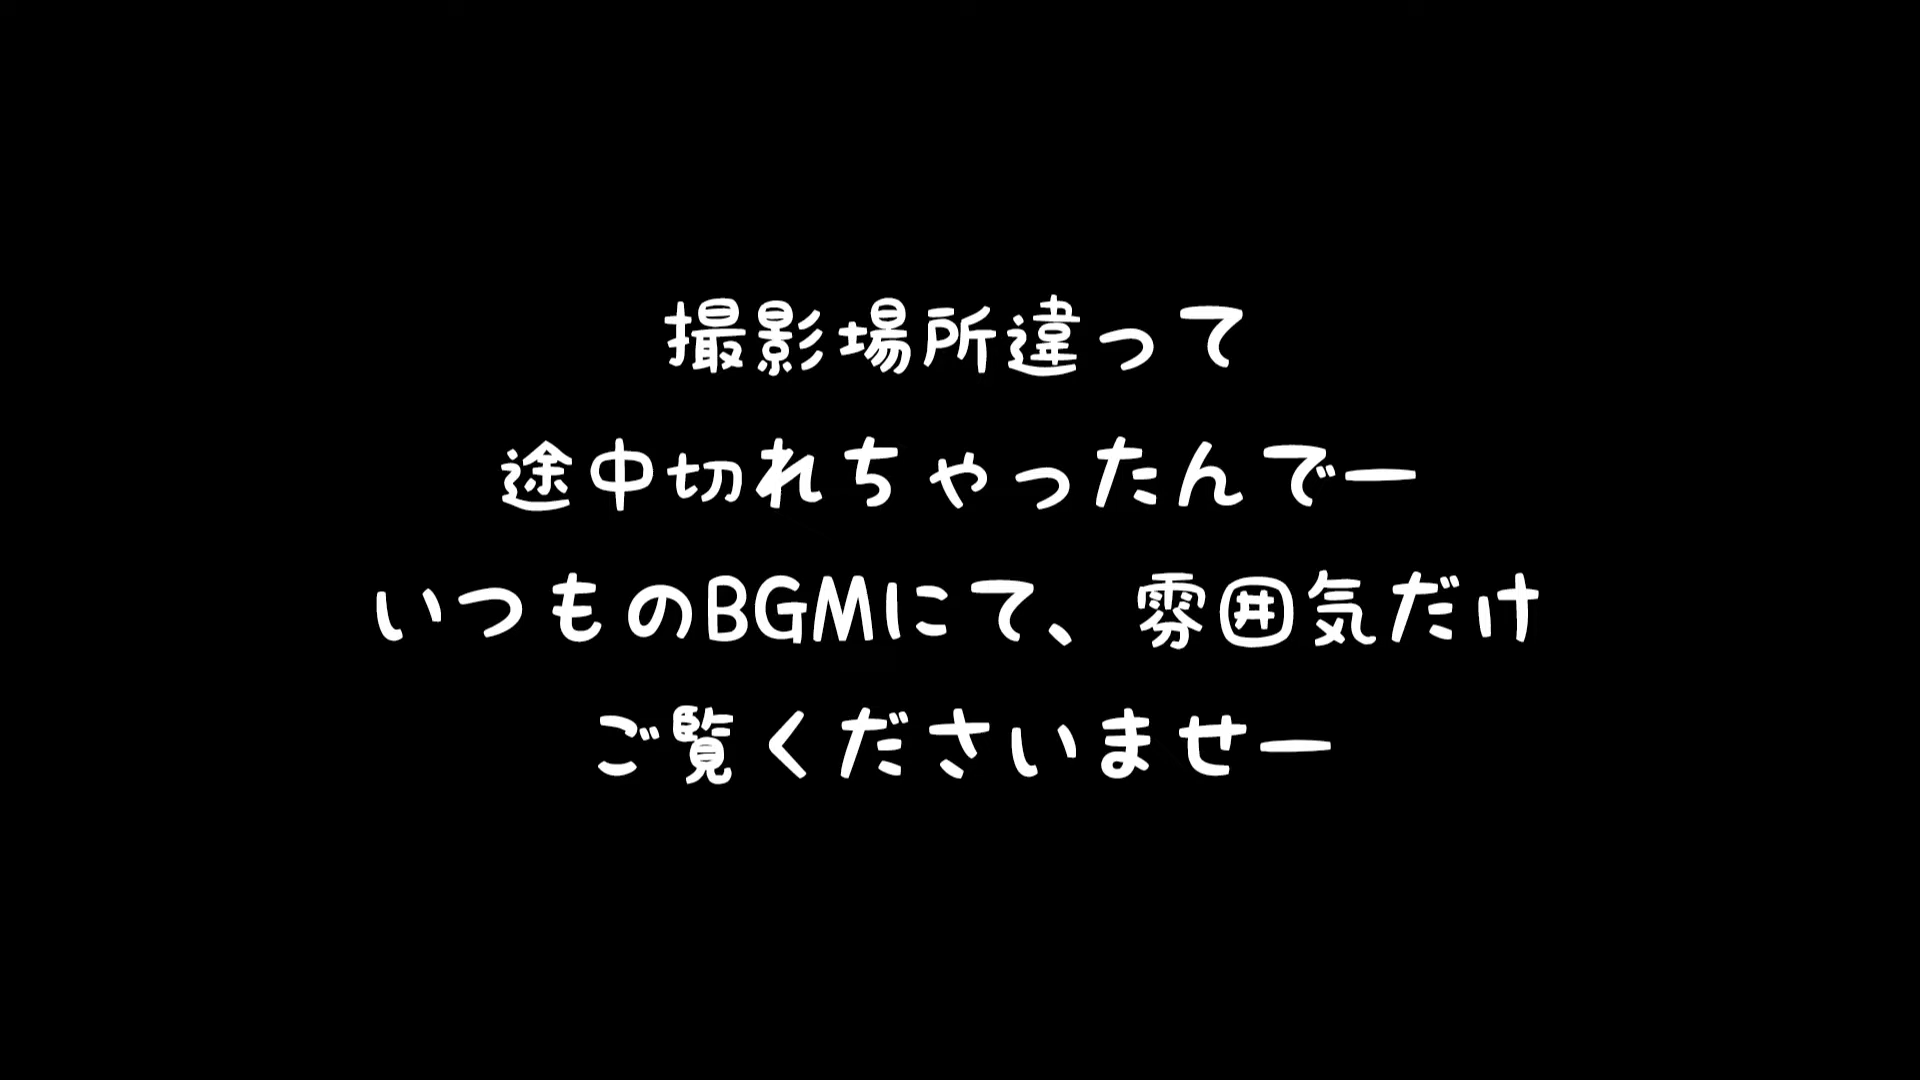 撮影場所違って
途中切れちゃったんでー
いつものBGMにて、雰囲気だけ
ご覧くださいませー